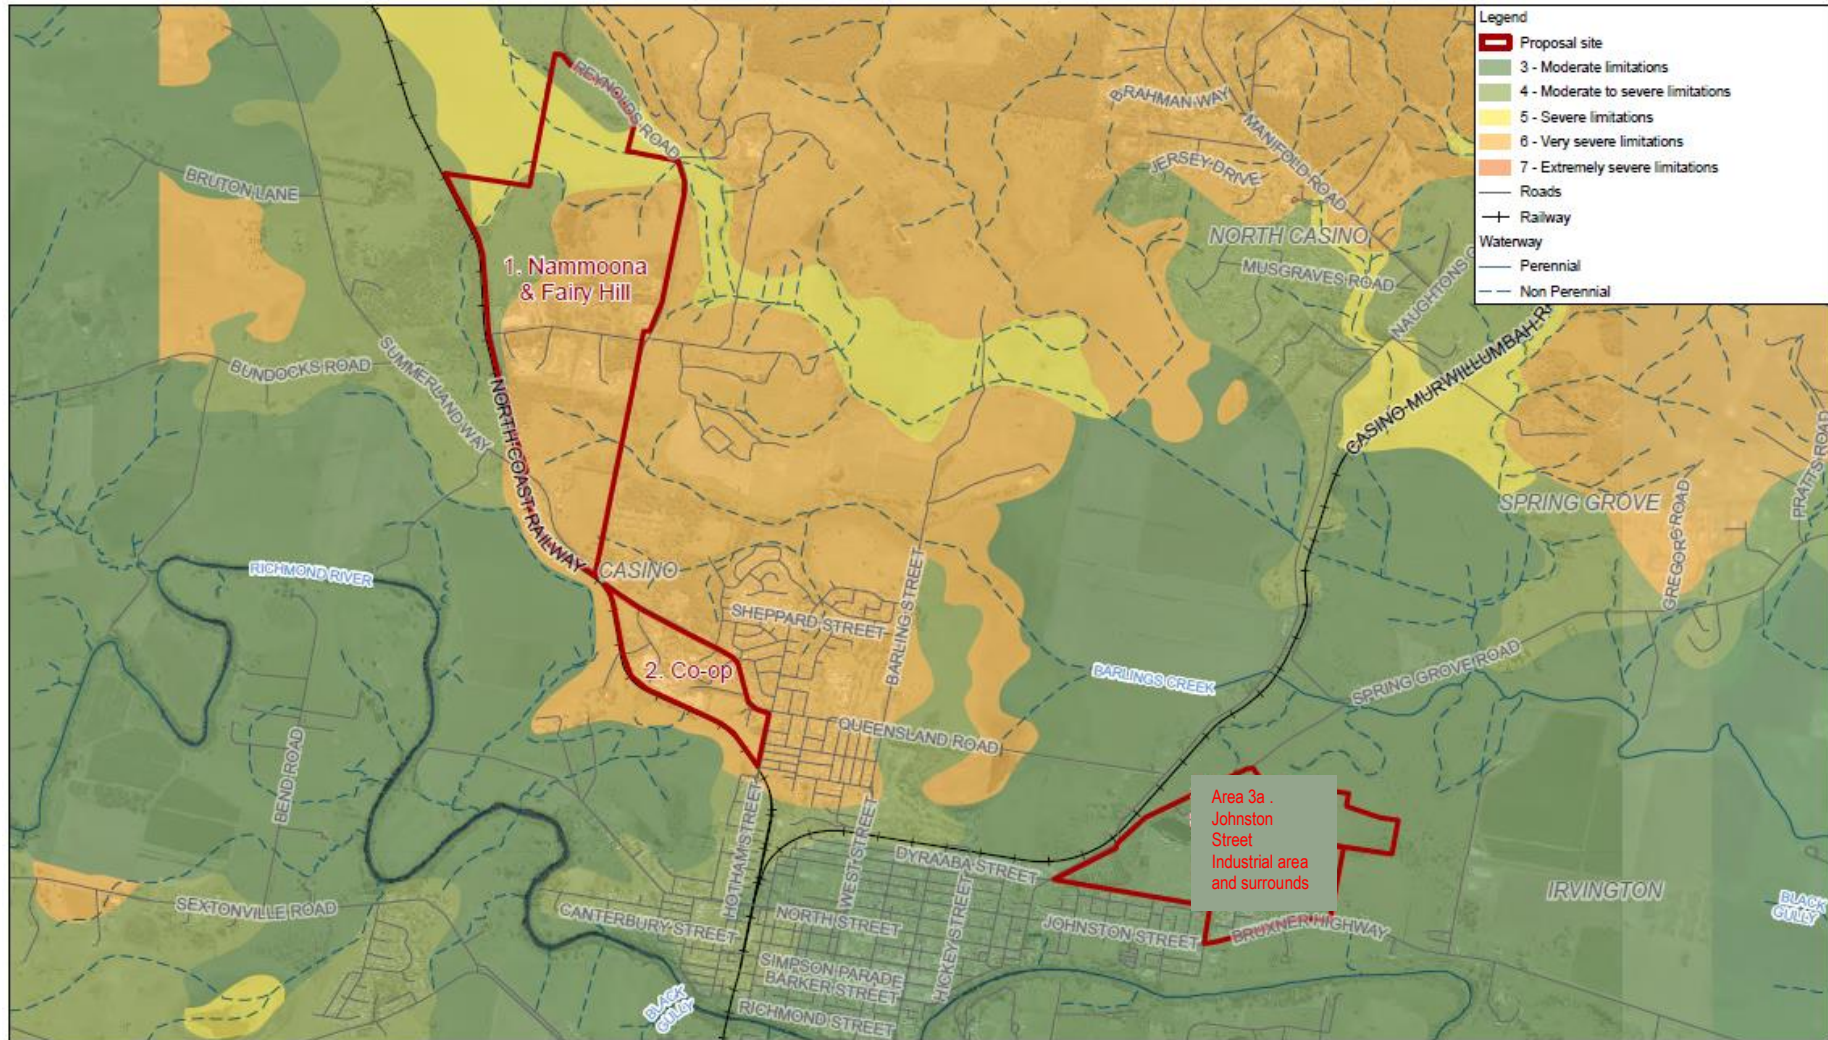 Legend
Proposal site
3 - Moderate limitations
4 - Moderate to severe limitations
5 - Severe limitations
6 - Very severe limitations
7 - Extremely severe limitations
Roads
Railway
Waterway
Perennial
Non Perennial
REYNOLDS ROAD
BRAHMAN WAY
MANIFOLD ROAD
JERSEY DRIVE
BRUTON LANE
NORTH CASINO
MUSGRAVES ROAD
NAUGHTONS
1. Nammoona
& Fairy Hill
BUNDOCKS ROAD
SUMMERLAND WAY
NORTH COAST RAILWAY
CASINO MURWILLUMBAH
SPRING GROVE
GREGORS ROAD
PRATTS ROAD
RICHMOND RIVER
CASINO
SHEPPARD STREET
BARLING STREET
2. Co-op
BARLINGS CREEK
SPRING GROVE ROAD
QUEENSLAND ROAD
BEND ROAD
HOTHAM STREET
WEST STREET
DYRAABA STREET
Area 3a .
Johnston
Street
Industrial area
and surrounds
IRVINGTON
BLACK
GULLY
SEXTONVILLE ROAD
CANTERBURY STREET
NORTH STREET
HICKEY STREET
JOHNSTON STREET
BRUXNER HIGHWAY
SIMPSON PARADE
BARKER STREET
RICHMOND STREET
BLACK
GULLY